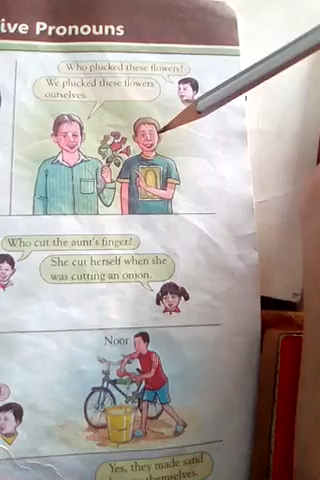 ive Pronouns
Who plucked these flowers?
We plucked these flowers
ourselves.
Who cut the aunt's finger?
She cut herself when she
was cutting an onion.
Noor
Yes, they made sand
themselves.